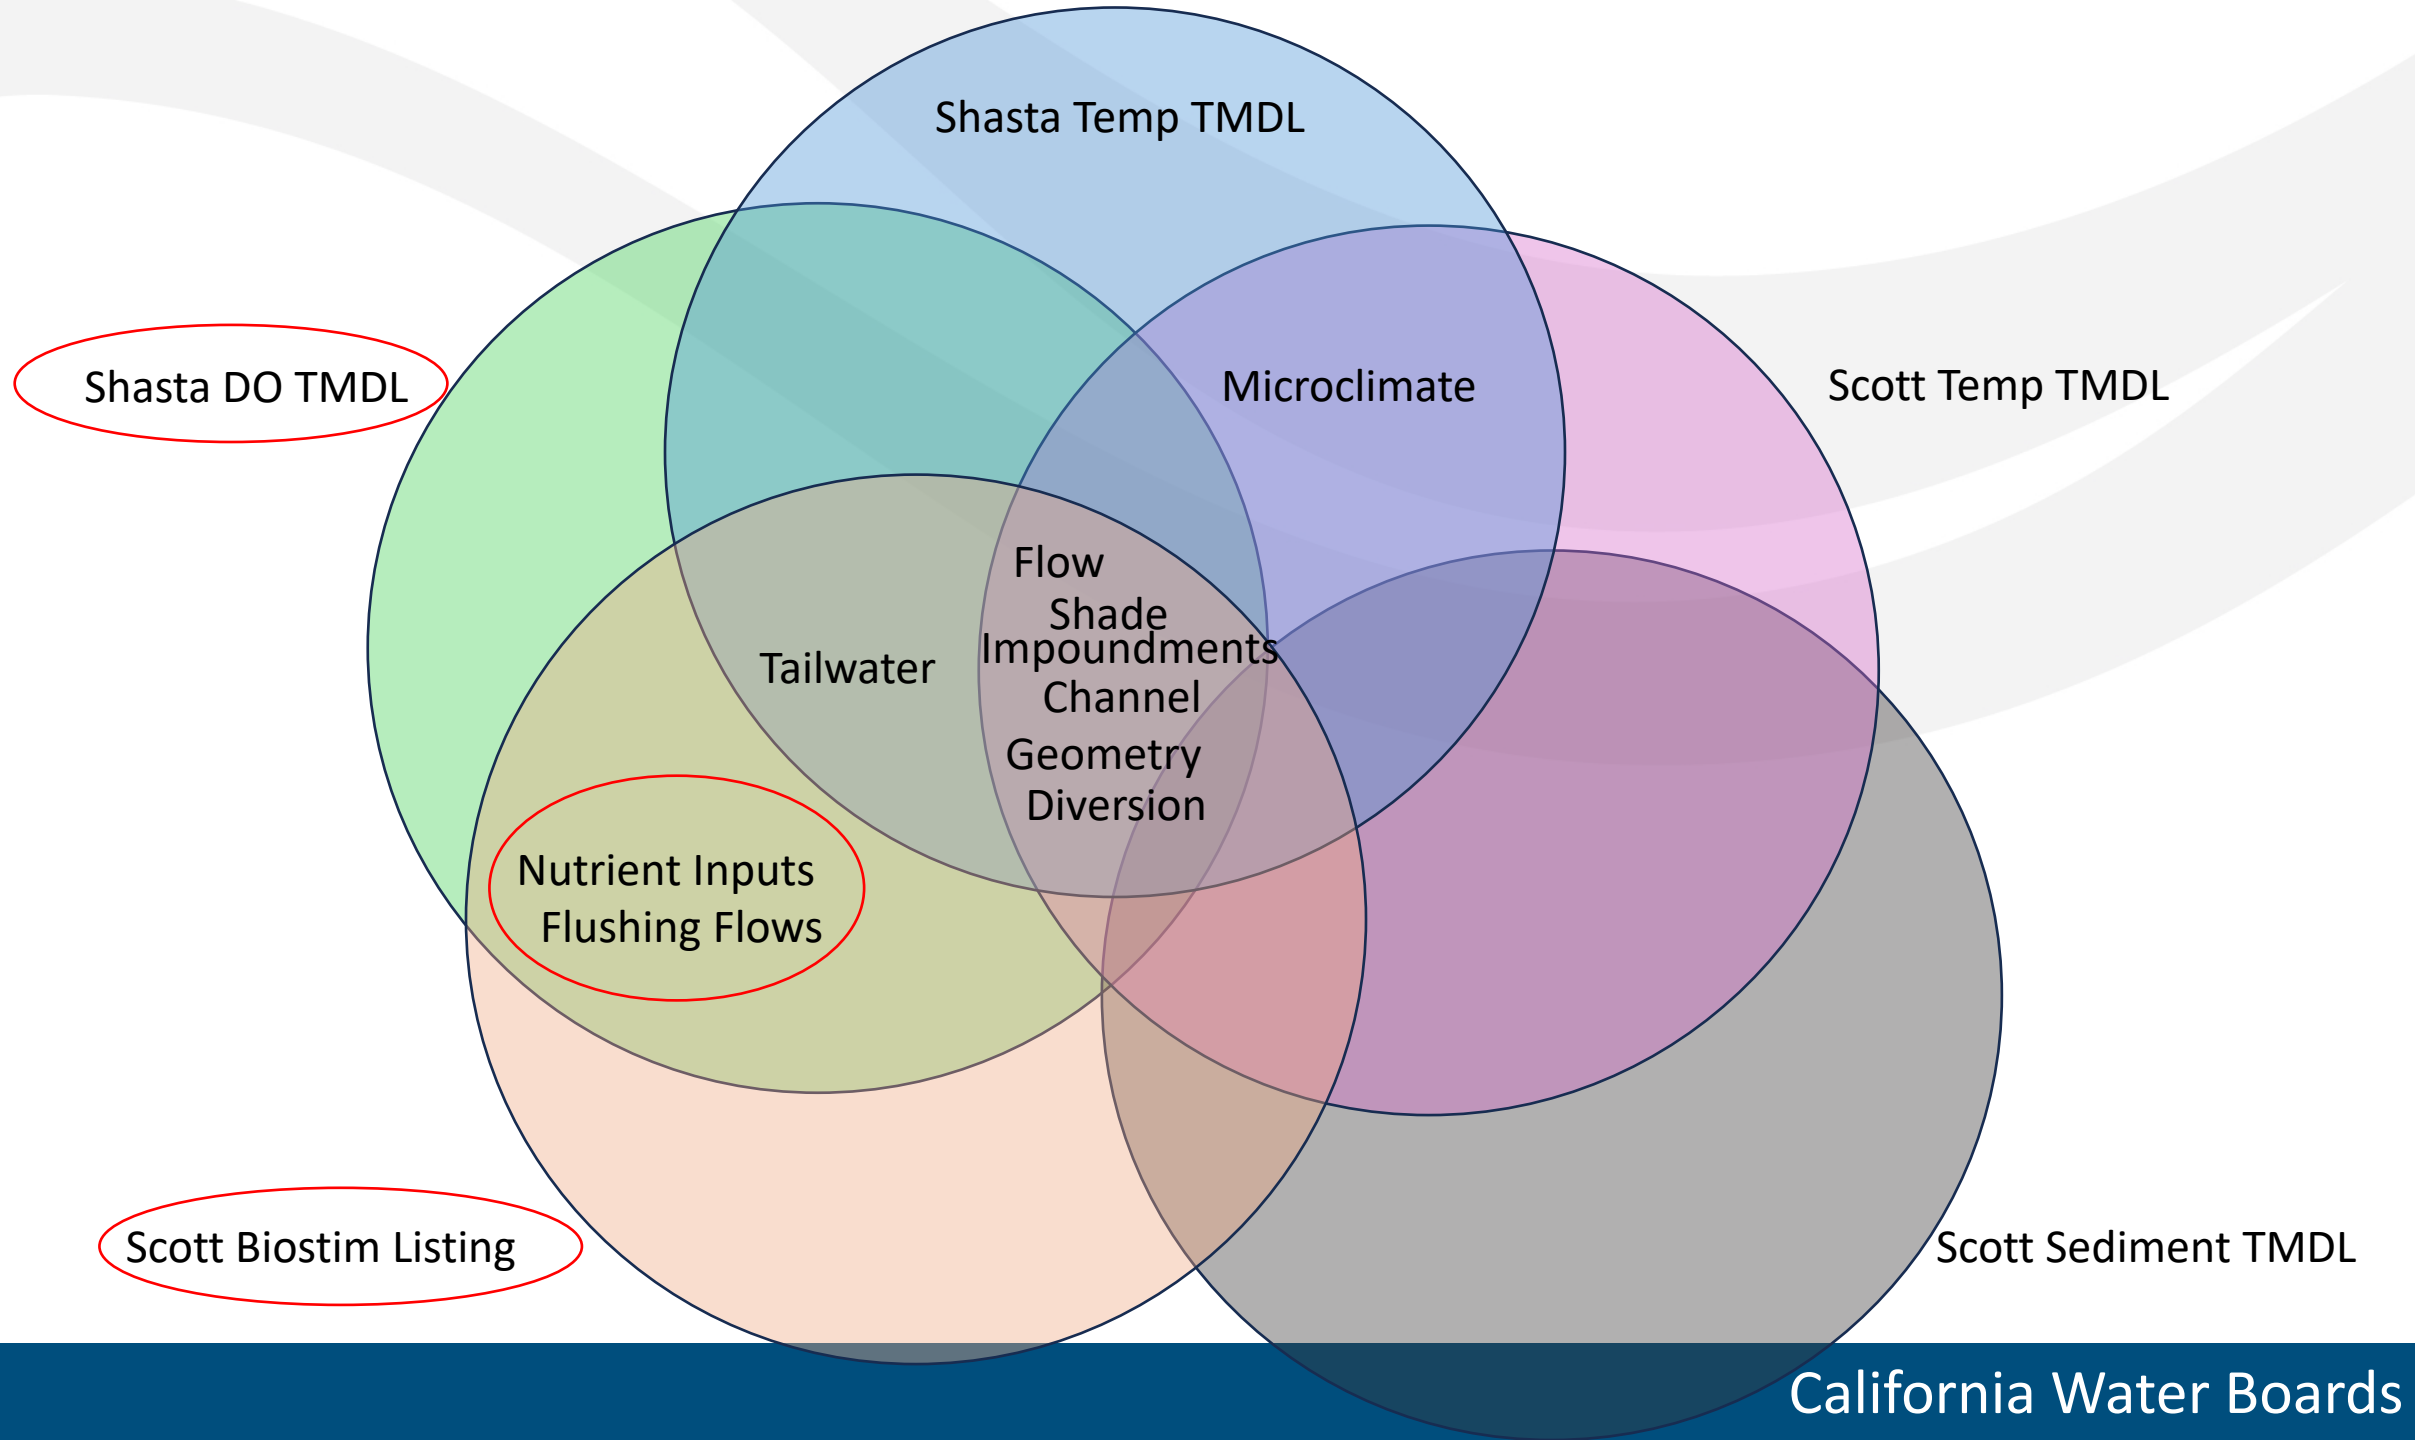 Shasta Temp TMDL
Shasta DO TMDL
Microclimate
Scott Temp TMDL
Flow
Shade
Impoundments
Tailwater
Channel
Geometry
Diversion
Nutrient Inputs
Flushing Flows
Scott Biostim Listing
Scott Sediment TMDL
California Water Boards